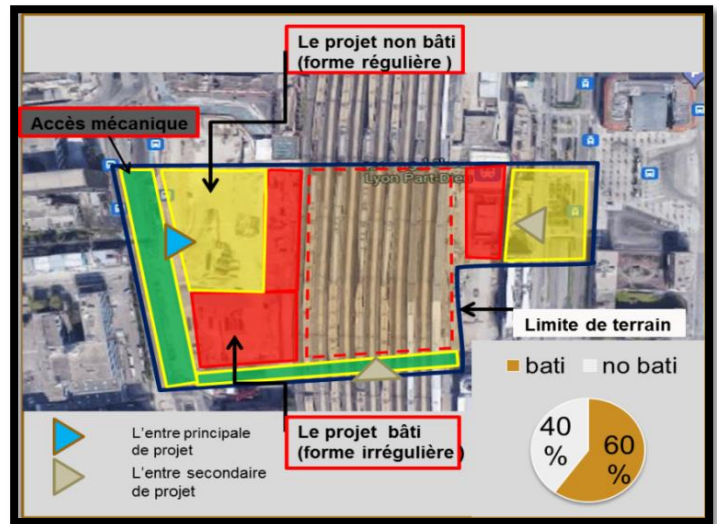 Le projet non bâti
(forme régulière )
Accès mécanique
Lyon Part-Dieu
Limite de terrain
bati no bati
40
%
60
%
L'entre principale
de projet
L'entre secondaire
de projet
Le projet bâti
(forme irrégulière )